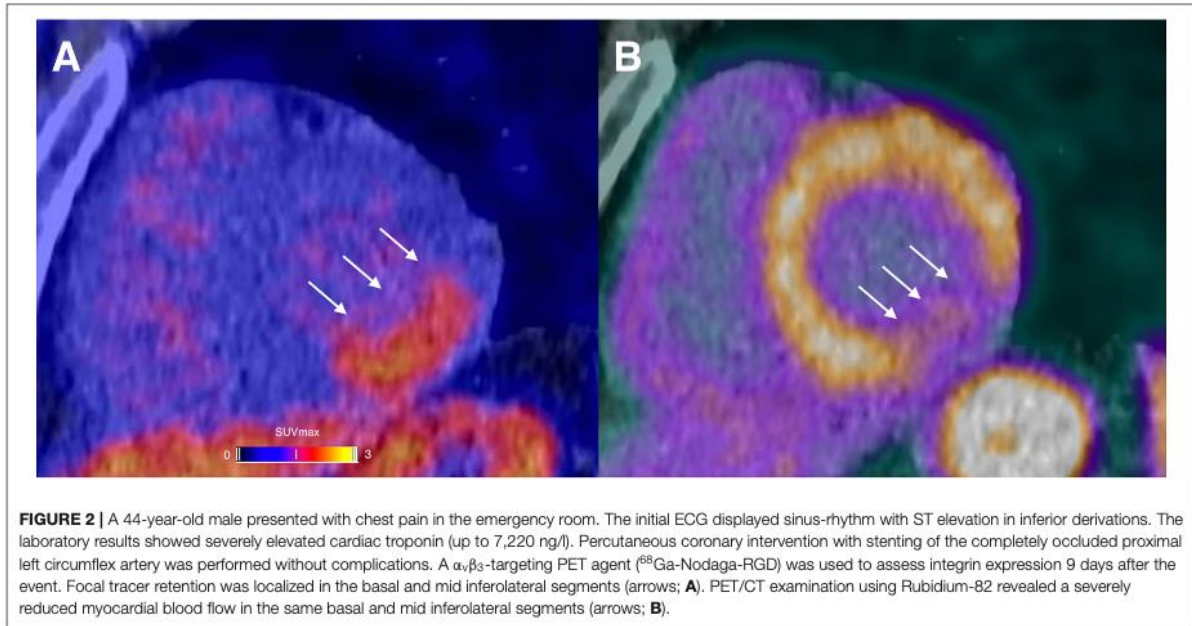 A
B
SUVmax
0
3
FIGURE 2 | A 44-year-old male presented with chest pain in the emergency room. The initial ECG displayed sinus-rhythm with ST elevation in inferior derivations. The
laboratory results showed severely elevated cardiac troponin (up to 7,220 ng/l). Percutaneous coronary intervention with stenting of the completely occluded proximal
left circumflex artery was performed without complications. A αvβ3-targeting PET agent (⁶⁸Ga-Nodaga-RGD) was used to assess integrin expression 9 days after the
event. Focal tracer retention was localized in the basal and mid inferolateral segments (arrows; A). PET/CT examination using Rubidium-82 revealed a severely
reduced myocardial blood flow in the same basal and mid inferolateral segments (arrows; B).